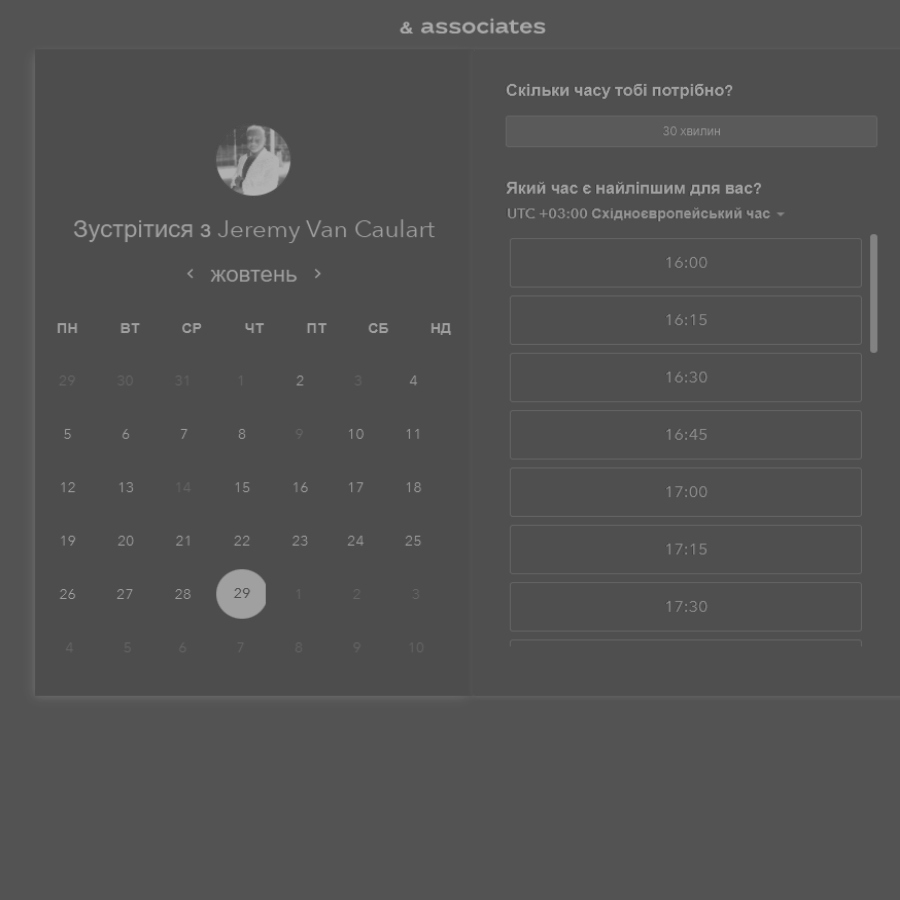 & associates
Зустрітися з Jeremy Van Caulart
< жовтень >
ПН ВТ СР ЧТ ПТ СБ НД
29 30 31 1 2 3 4
5 6 7 8 9 10 11
12 13 14 15 16 17 18
19 20 21 22 23 24 25
26 27 28 29 1 2 3
4 5 6 7 8 9 10
Скільки часу тобі потрібно?
30 хвилин
Який час є найліпшим для вас?
UTC +03:00 Східноєвропейський час
16:00
16:15
16:30
16:45
17:00
17:15
17:30